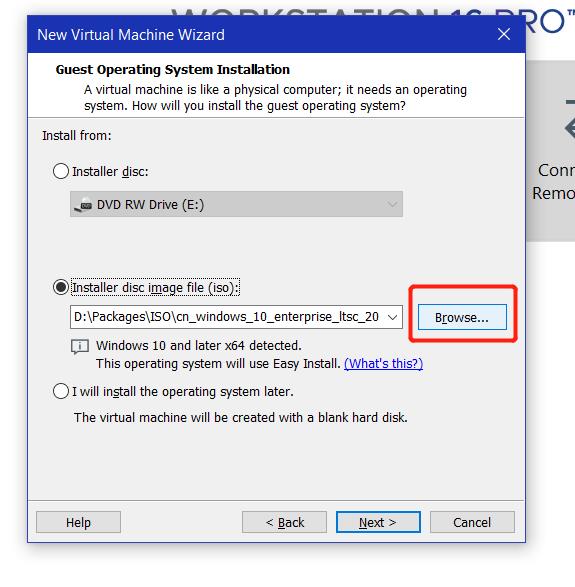 WORKSTATION 16 PRO™
New Virtual Machine Wizard
Guest Operating System Installation
A virtual machine is like a physical computer; it needs an operating
system. How will you install the guest operating system?
Install from:
Installer disc:
DVD RW Drive (E:)
Installer disc image file (iso):
D:\Packages\ISO\cn_windows_10_enterprise_ltsc_20
Browse...
Windows 10 and later x64 detected.
This operating system will use Easy Install. (What's this?)
I will install the operating system later.
The virtual machine will be created with a blank hard disk.
Help
< Back
Next >
Cancel
Conn
Remo